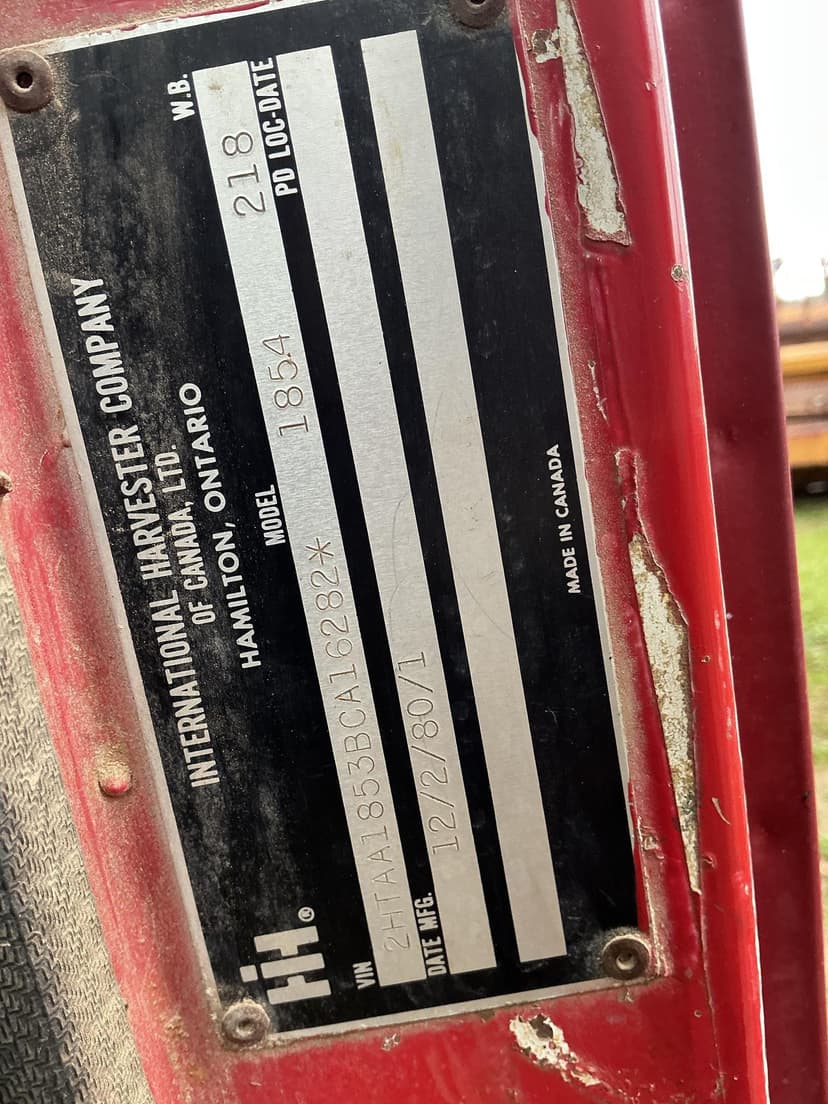 INTERNATIONAL HARVESTER COMPANY
OF CANADA, LTD.
HAMILTON, ONTARIO
IH ®
VIN MODEL W.B.
2HTAA1853BCA16282* 1854 218
DATE MFG. PD LOC-DATE
12/2/80/1
MADE IN CANADA